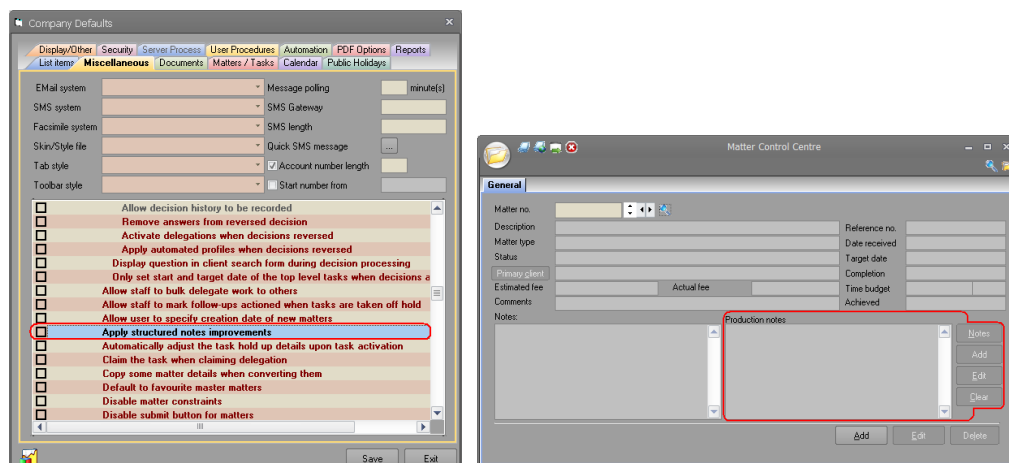 Company Defaults
Display/Other Security Server Process User Procedures Automation PDF Options Reports
List items Miscellaneous Documents Matters / Tasks Calendar Public Holidays
EMail system
Message polling
minute(s)
SMS system
SMS Gateway
Facsimile system
SMS length
Skin/Style file
Quick SMS message
...
Tab style
Account number length
Toolbar style
Start number from
Allow decision history to be recorded
Remove answers from reversed decision
Activate delegations when decisions reversed
Apply automated profiles when decisions reversed
Display question in client search form during decision processing
Only set start and target date of the top level tasks when decisions a
Allow staff to bulk delegate work to others
Allow staff to mark follow-ups actioned when tasks are taken off hold
Allow user to specify creation date of new matters
Apply structured notes improvements
Automatically adjust the task hold up details upon task activation
Claim the task when claiming delegation
Copy some matter details when converting them
Default to favourite master matters
Disable matter constraints
Disable submit button for matters
Save Exit
Matter Control Centre
General
Matter no.
Description
Reference no.
Matter type
Date received
Status
Target date
Primary client
Completion
Estimated fee
Actual fee
Time budget
Comments
Achieved
Notes:
Production notes
Notes
Add
Edit
Clear
Add Edit Delete